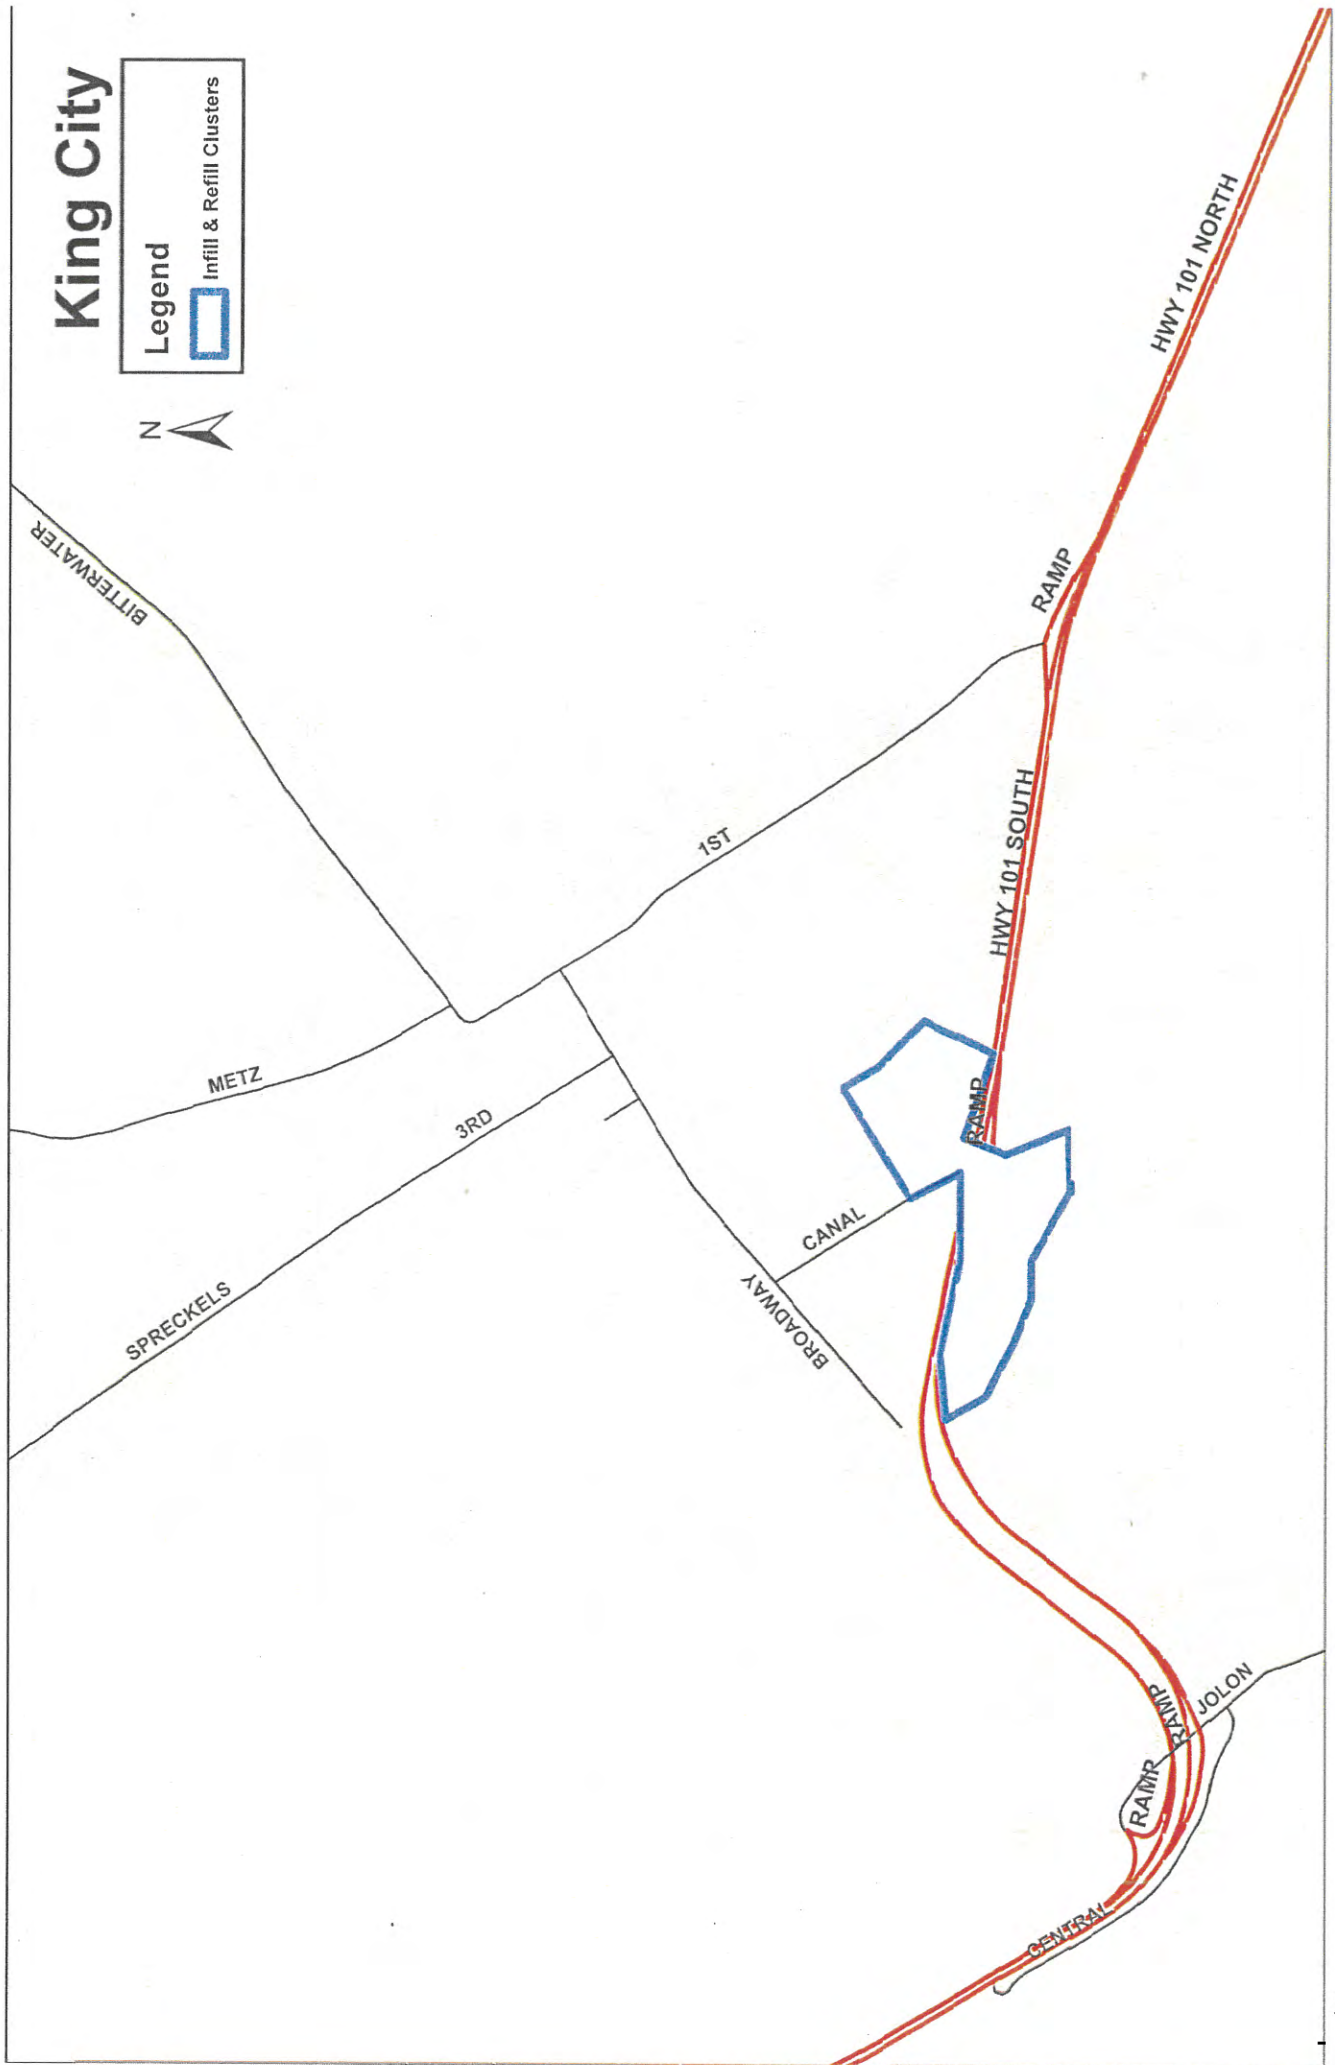 King City
Legend
Infill & Refill Clusters
N
BITTERWATER
METZ
3RD
SPRECKELS
1ST
BROADWAY
CANAL
RAMP
HWY 101 SOUTH
RAMP
HWY 101 NORTH
JOLON
RAMP
RAMP
RAMP
CENTRAL